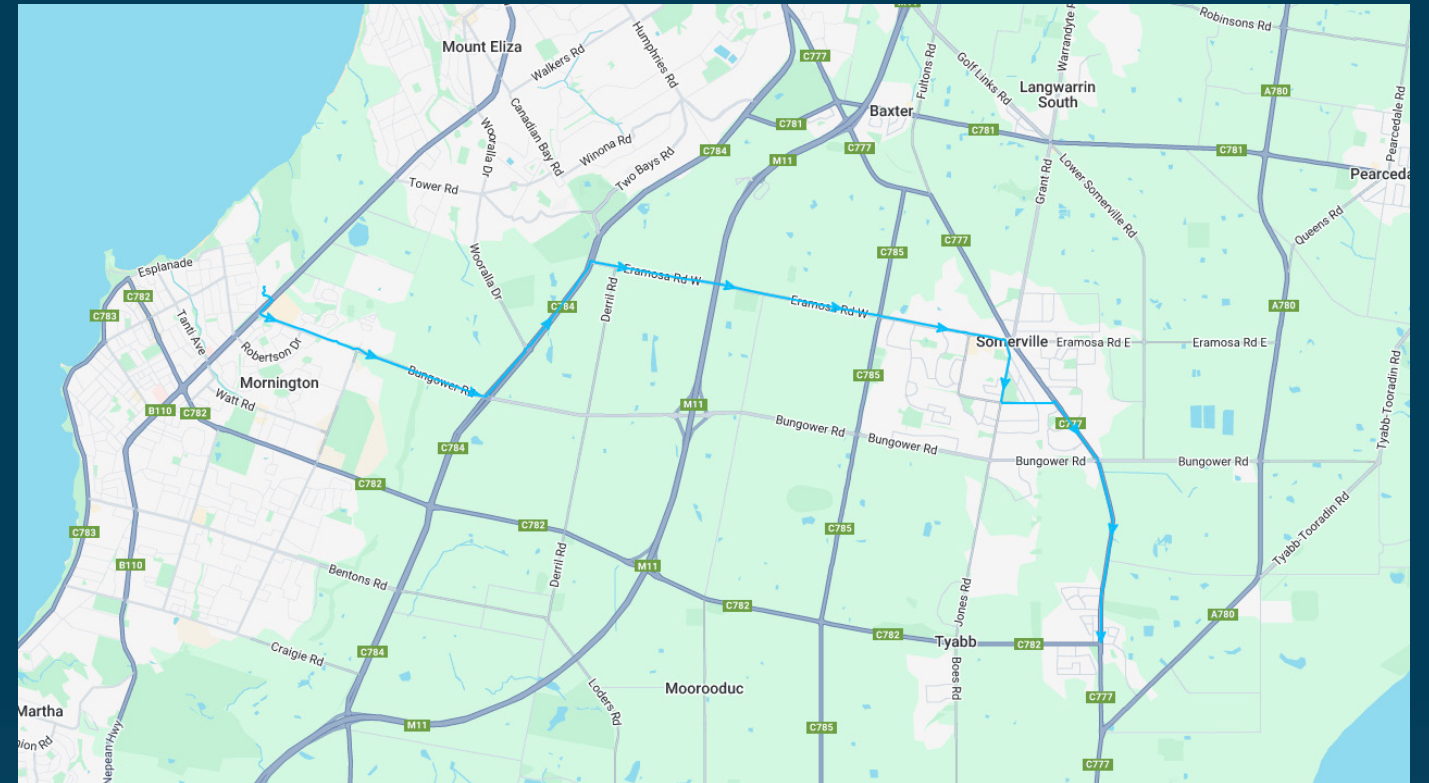 Mount Eliza
Walkers Rd
Humphries Rd
C777
Fultons Rd
Golf Links Rd
Warrandyte R
Robinsons Rd
Langwarrin
South
A780
Pearcedale Rd
Baxter
Canadian Bay Rd
Wooralla Dr
Winona Rd
C781
C784
M11
C777
C781
C781
Two Bays Rd
Tower Rd
Grant Rd
Lower Somerville Rd
Pearceda
Queens Rd
Esplanade
C782
C783
Tanti Ave
Wooralla Dr
Derril Rd
Eramosa Rd W
C785
C777
A780
C784
Eramosa Rd W
Robertson Dr
Mornington
Somerville
Eramosa Rd E
Eramosa Rd E
Bungower Rd
C785
Watt Rd
B110
C782
M11
Tyabb-Tooradin Rd
C784
Bungower Rd
Bungower Rd
C777
Bungower Rd
Bungower Rd
C782
C783
C782
C785
Tyabb-Tooradin Rd
B110
Bentons Rd
Derril Rd
M11
Jones Rd
C782
C782
Tyabb
C782
A780
Craigie Rd
C784
Loders Rd
Moorooduc
Boes Rd
C777
Martha
nion Rd
Nepean Hwy
M11
C785
C777